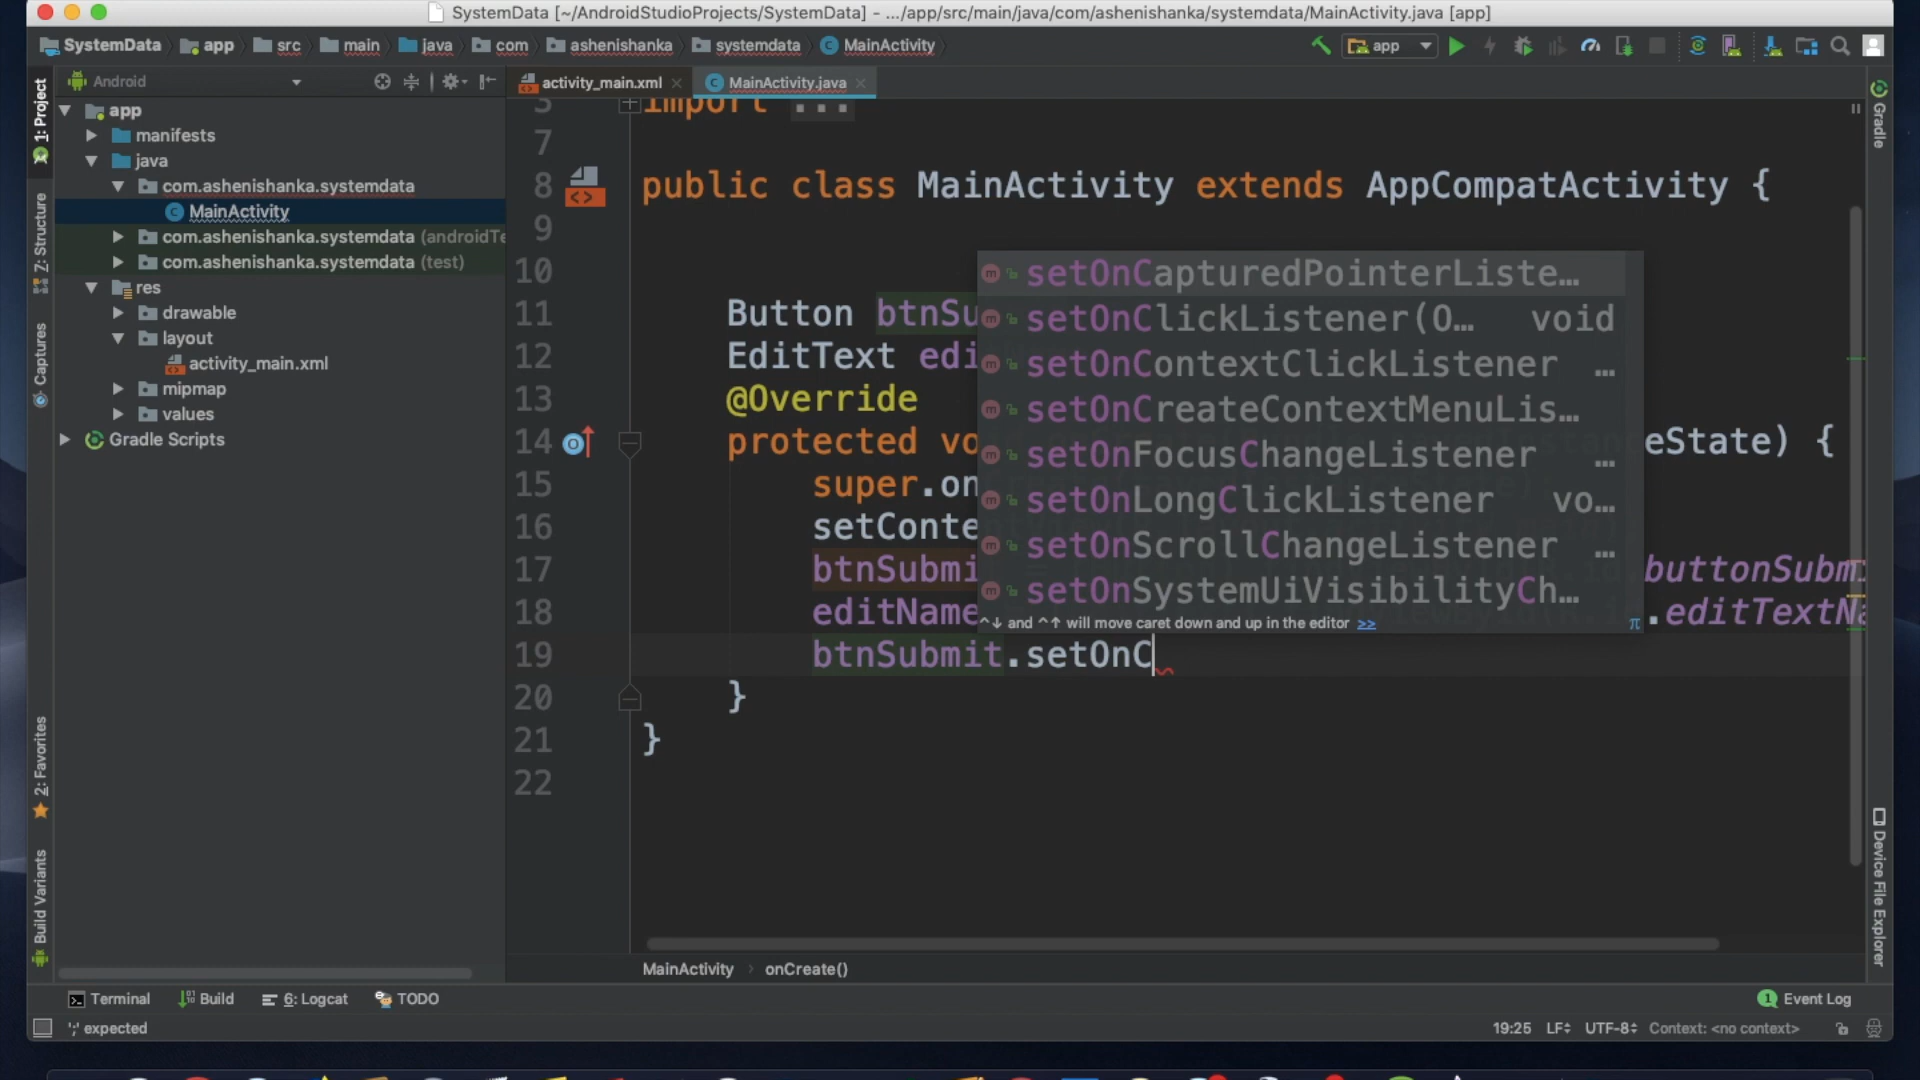 SystemData [~/AndroidStudioProjects/SystemData] - .../app/src/main/java/com/ashenishanka/systemdata/MainActivity.java [app]
SystemData app src main java com ashenishanka systemdata MainActivity app
Android
activity_main.xml MainActivity.java
1: Project
Z: Structure
Captures
2: Favorites
Build Variants
app
manifests
java
com.ashenishanka.systemdata
MainActivity
com.ashenishanka.systemdata (androidTe
com.ashenishanka.systemdata (test)
res
drawable
layout
activity_main.xml
mipmap
values
Gradle Scripts
3 import ...
7
8 public class MainActivity extends AppCompatActivity {
9
10
11 Button btnSu
12 EditText edi
13 @Override
14 protected vo nceState) {
15 super.on
16 setConte
17 btnSubmi buttonSubmi
18 editName .editTextNa
19 btnSubmit.setOnC
20 }
21 }
22
setOnCapturedPointerListe…
setOnClickListener(O… void
setOnContextClickListener …
setOnCreateContextMenuLis…
setOnFocusChangeListener …
setOnLongClickListener vo…
setOnScrollChangeListener …
setOnSystemUiVisibilityCh…
^↓ and ^↑ will move caret down and up in the editor >> π
Gradle
Device File Explorer
MainActivity › onCreate()
Terminal Build 6: Logcat TODO 1 Event Log
';' expected 19:25 LF÷ UTF-8÷ Context: <no context>